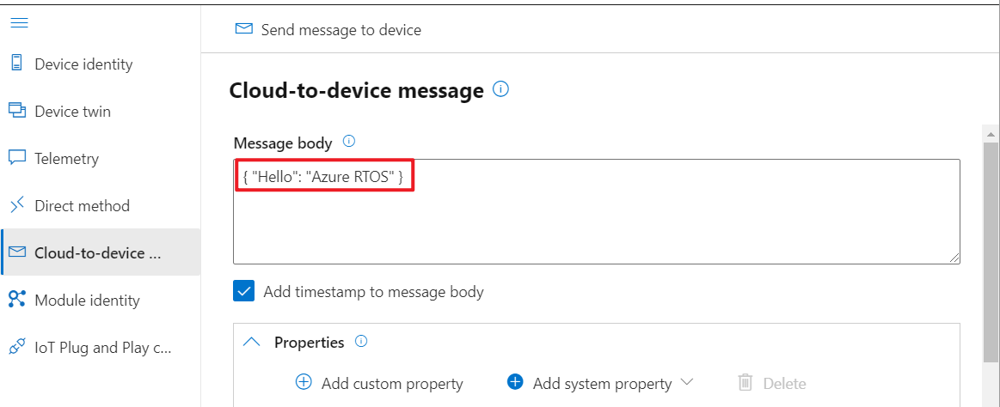 Send message to device
Device identity
Device twin
Telemetry
Direct method
Cloud-to-device ...
Module identity
IoT Plug and Play c...
Cloud-to-device message
Message body
{ "Hello": "Azure RTOS" }
Add timestamp to message body
Properties
Add custom property
Add system property
Delete